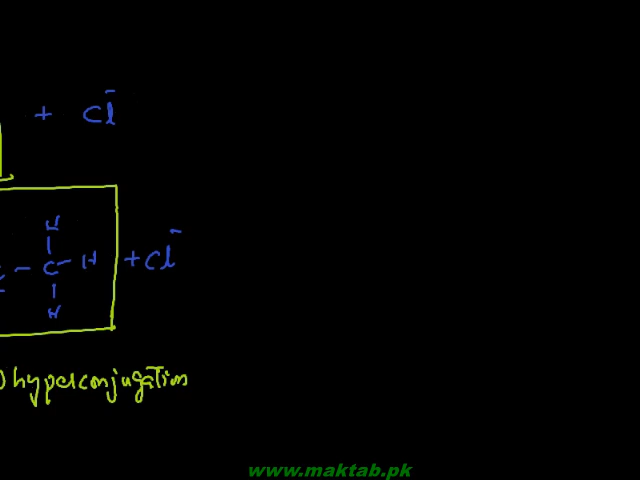 + Cl⁻
H
|
— C — H + Cl⁻
|
H
) hyperconjugation
www.maktab.pk